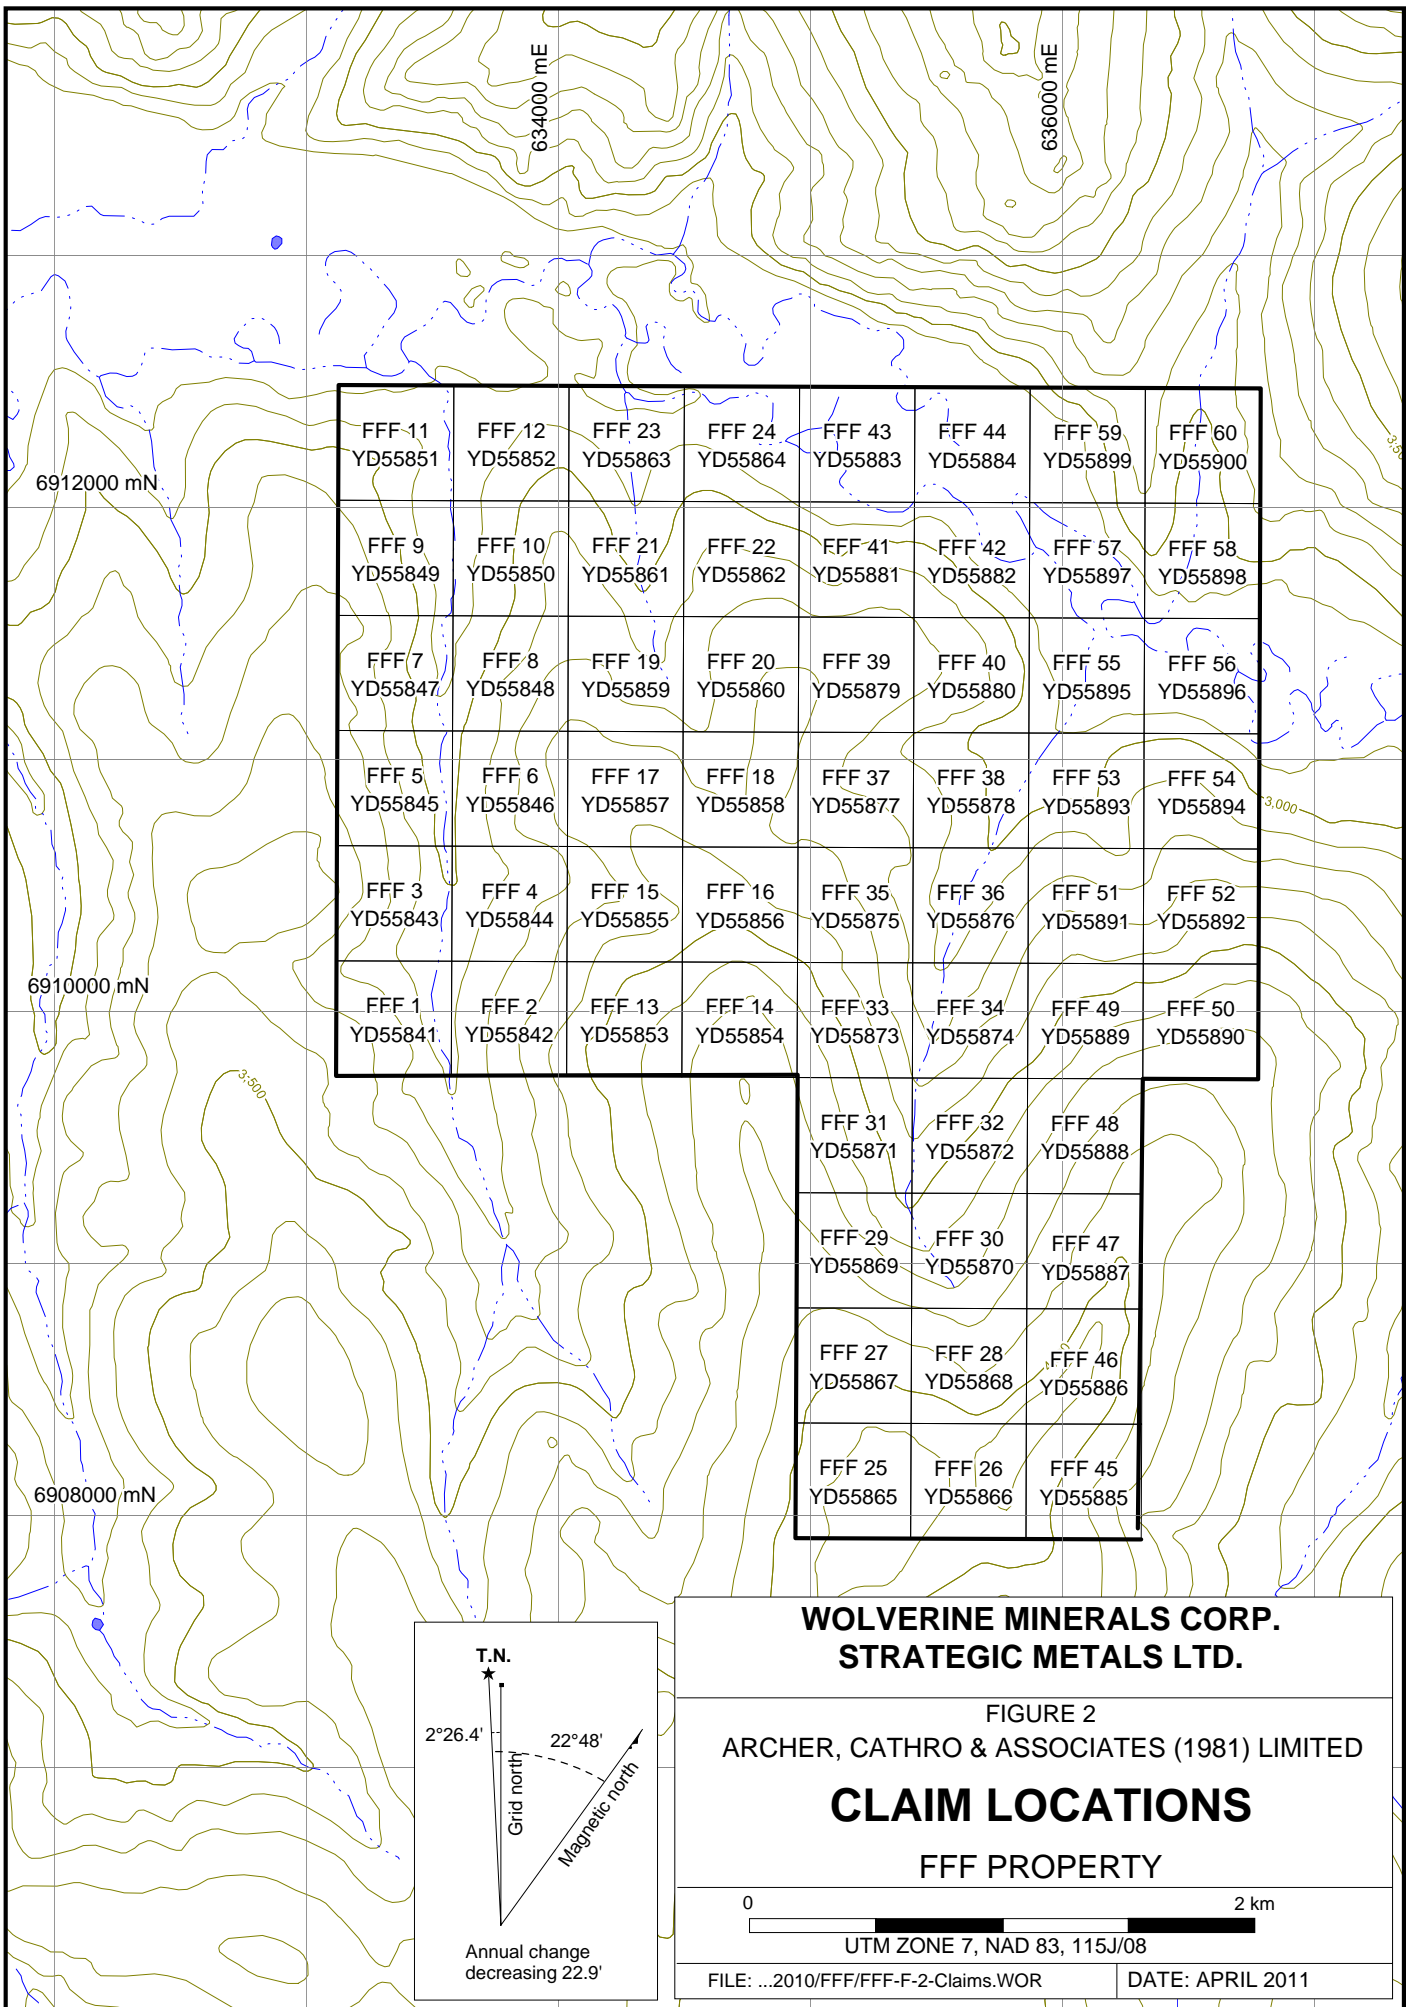 634000 mE
636000 mE
6912000 mN
6910000 mN
6908000 mN
3,500
3,000
3,500
FFF 11
YD55851
FFF 12
YD55852
FFF 23
YD55863
FFF 24
YD55864
FFF 43
YD55883
FFF 44
YD55884
FFF 59
YD55899
FFF 60
YD55900
FFF 9
YD55849
FFF 10
YD55850
FFF 21
YD55861
FFF 22
YD55862
FFF 41
YD55881
FFF 42
YD55882
FFF 57
YD55897
FFF 58
YD55898
FFF 7
YD55847
FFF 8
YD55848
FFF 19
YD55859
FFF 20
YD55860
FFF 39
YD55879
FFF 40
YD55880
FFF 55
YD55895
FFF 56
YD55896
FFF 5
YD55845
FFF 6
YD55846
FFF 17
YD55857
FFF 18
YD55858
FFF 37
YD55877
FFF 38
YD55878
FFF 53
YD55893
FFF 54
YD55894
FFF 3
YD55843
FFF 4
YD55844
FFF 15
YD55855
FFF 16
YD55856
FFF 35
YD55875
FFF 36
YD55876
FFF 51
YD55891
FFF 52
YD55892
FFF 1
YD55841
FFF 2
YD55842
FFF 13
YD55853
FFF 14
YD55854
FFF 33
YD55873
FFF 34
YD55874
FFF 49
YD55889
FFF 50
YD55890
FFF 31
YD55871
FFF 32
YD55872
FFF 48
YD55888
FFF 29
YD55869
FFF 30
YD55870
FFF 47
YD55887
FFF 27
YD55867
FFF 28
YD55868
FFF 46
YD55886
FFF 25
YD55865
FFF 26
YD55866
FFF 45
YD55885
T.N.
2°26.4'
22°48'
Grid north
Magnetic north
Annual change
decreasing 22.9'
WOLVERINE MINERALS CORP.
STRATEGIC METALS LTD.
FIGURE 2
ARCHER, CATHRO & ASSOCIATES (1981) LIMITED
CLAIM LOCATIONS
FFF PROPERTY
0 2 km
UTM ZONE 7, NAD 83, 115J/08
FILE: ...2010/FFF/FFF-F-2-Claims.WOR
DATE: APRIL 2011